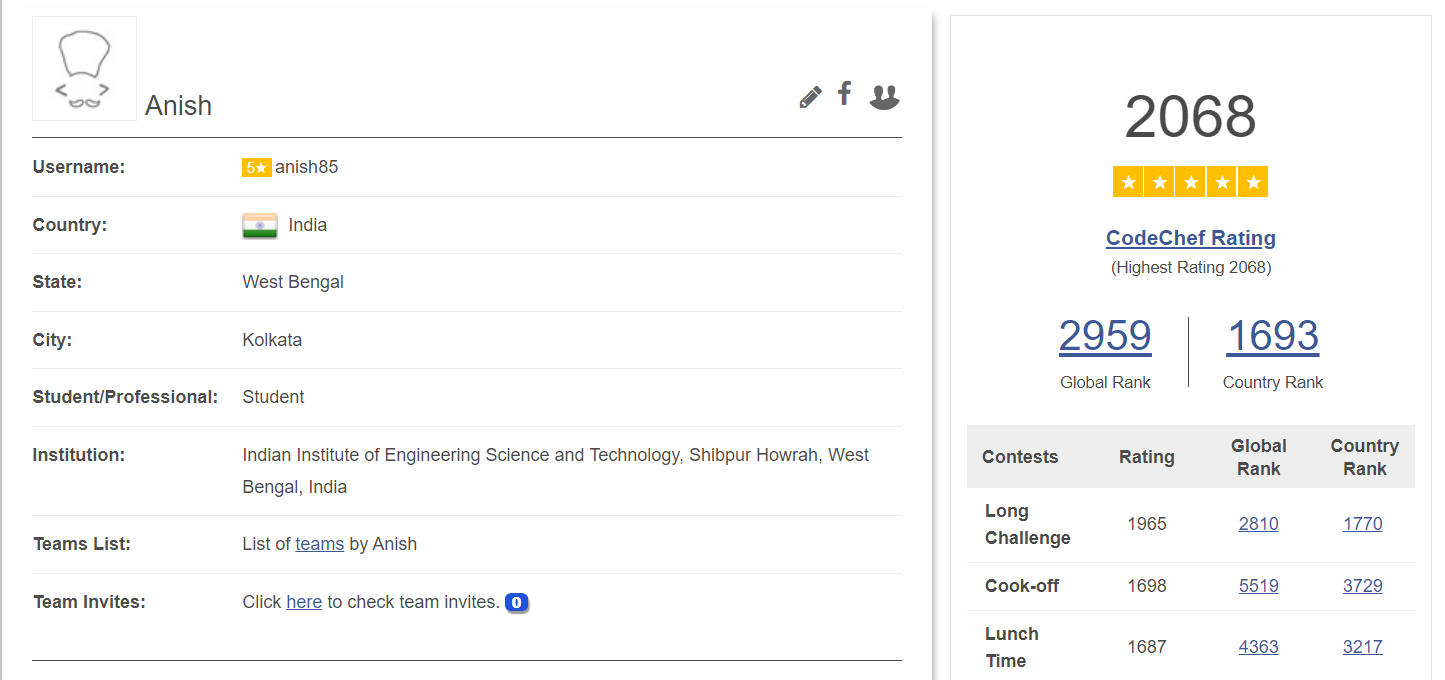 Anish
Username: 5★ anish85
Country: India
State: West Bengal
City: Kolkata
Student/Professional: Student
Institution: Indian Institute of Engineering Science and Technology, Shibpur Howrah, West
Bengal, India
Teams List: List of teams by Anish
Team Invites: Click here to check team invites. 0
2068
★ ★ ★ ★ ★
CodeChef Rating
(Highest Rating 2068)
2959 1693
Global Rank Country Rank
Contests Rating Global Rank Country Rank
Long Challenge 1965 2810 1770
Cook-off 1698 5519 3729
Lunch Time 1687 4363 3217